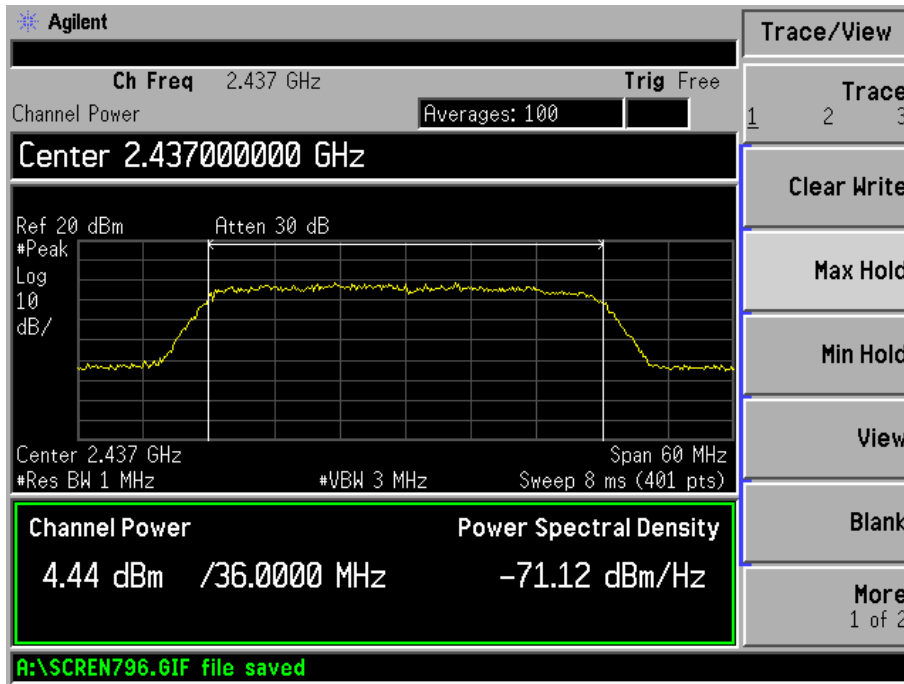 Agilent
Trace/View
Ch Freq 2.437 GHz Trig Free
Channel Power Averages: 100
Trace
1 2 3
Center 2.437000000 GHz
Clear Write
Ref 20 dBm Atten 30 dB
#Peak
Log
10
dB/
Max Hold
Min Hold
View
Center 2.437 GHz Span 60 MHz
#Res BW 1 MHz #VBW 3 MHz Sweep 8 ms (401 pts)
Channel Power Power Spectral Density
4.44 dBm /36.0000 MHz -71.12 dBm/Hz
Blank
More
1 of 2
A:\SCREN796.GIF file saved